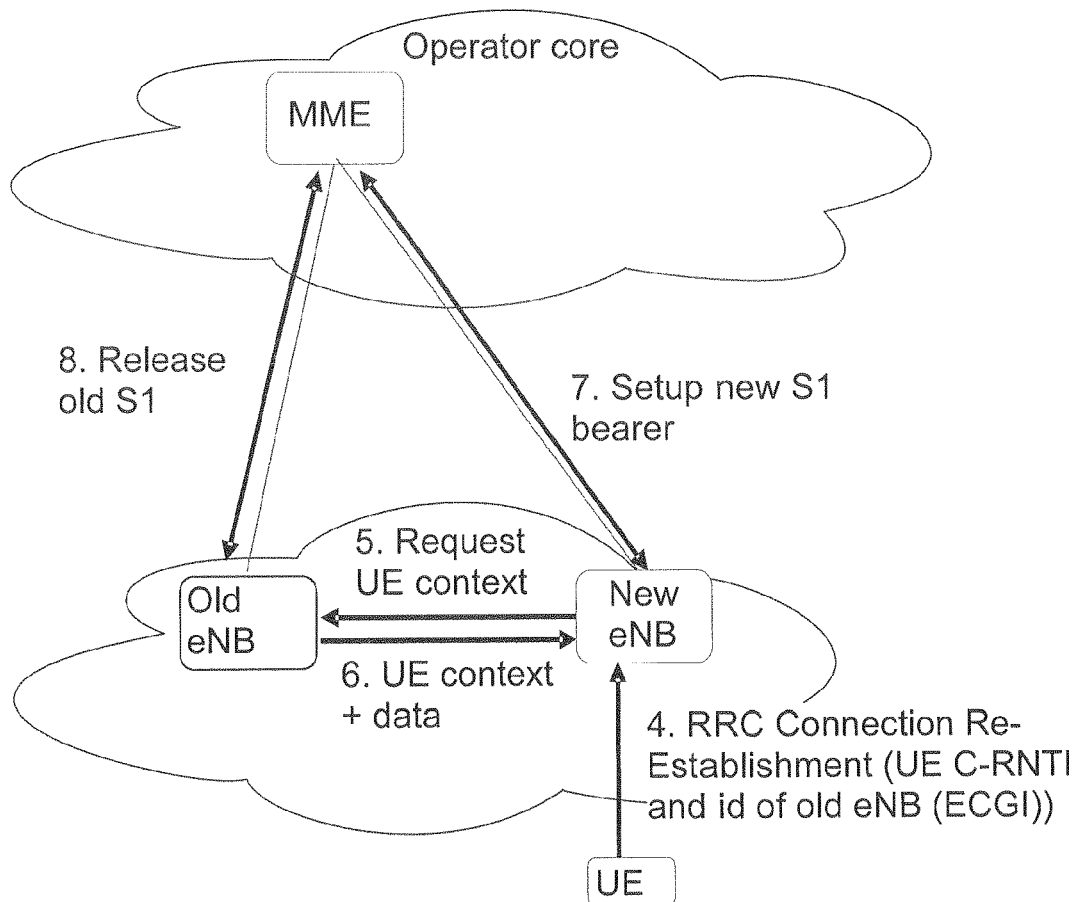 Operator core
MME
8. Release
old S1
7. Setup new S1
bearer
5. Request
UE context
Old
eNB
New
eNB
6. UE context
+ data
4. RRC Connection Re-
Establishment (UE C-RNTI
and id of old eNB (ECGI))
UE